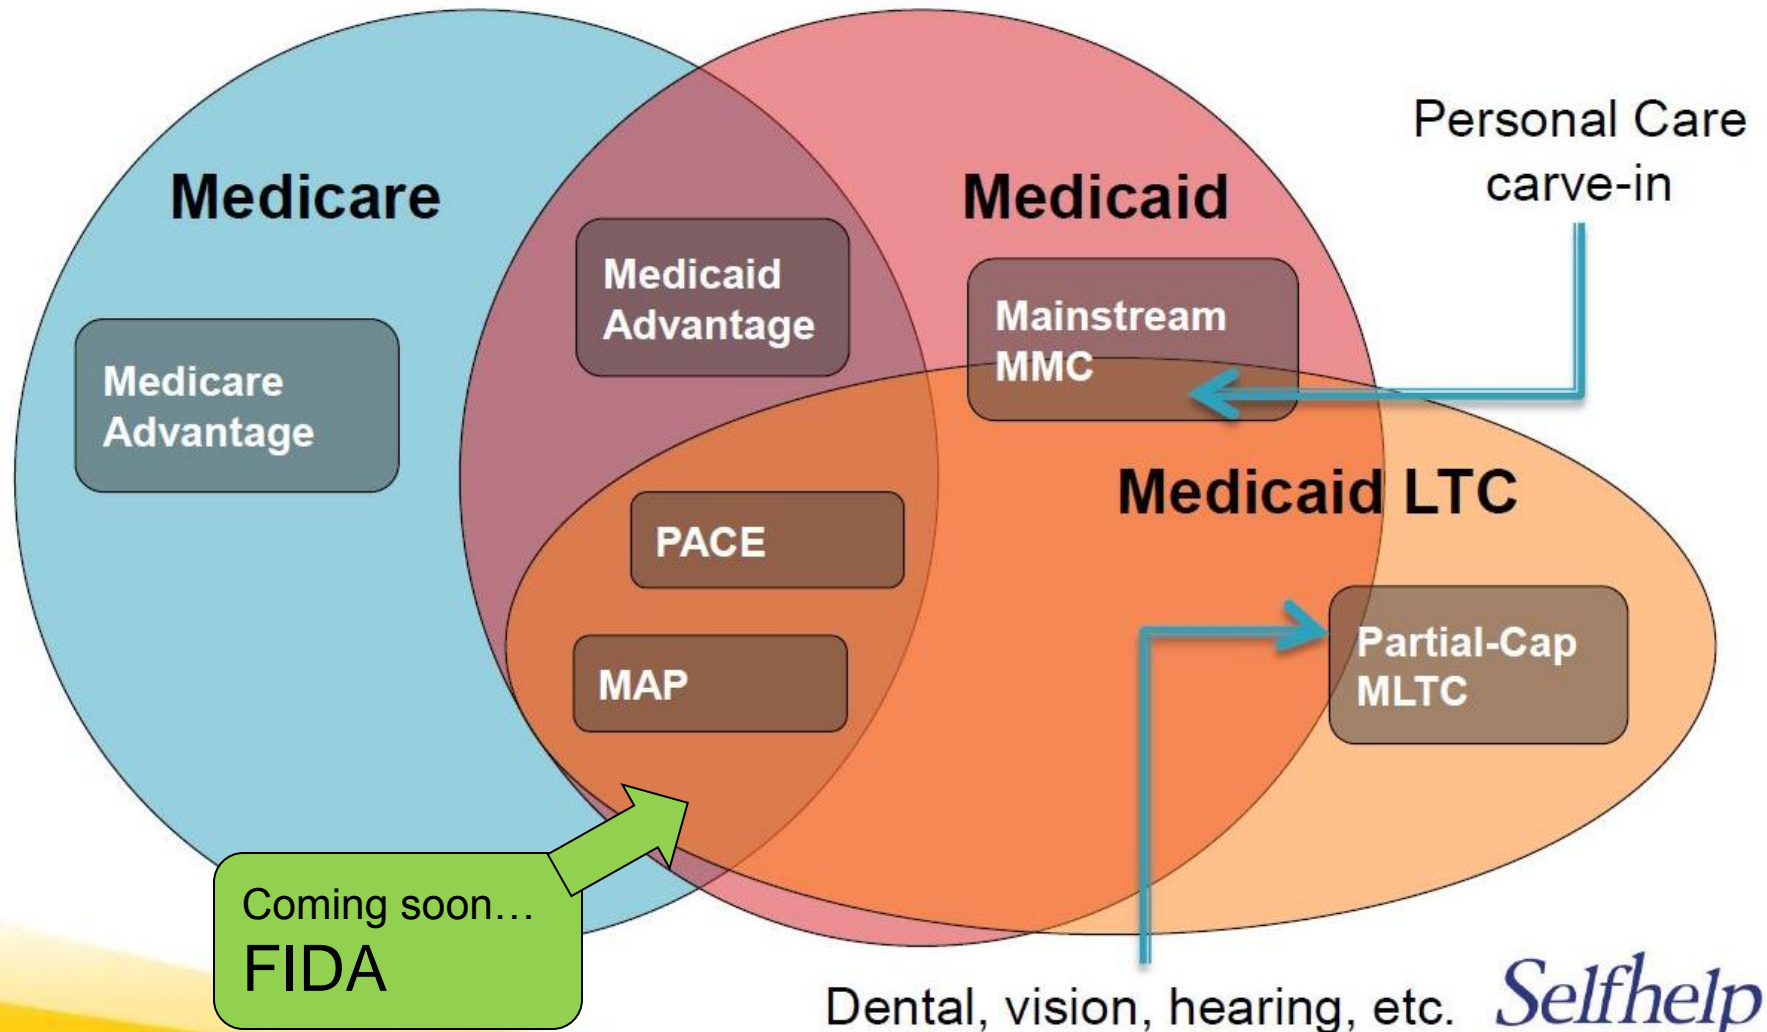 Personal Care
carve-in
Medicare
Medicaid
Medicaid
Advantage
Mainstream
MMC
Medicare
Advantage
Medicaid LTC
PACE
Partial-Cap
MLTC
MAP
Coming soon…
FIDA
Dental, vision, hearing, etc.
Selfhelp